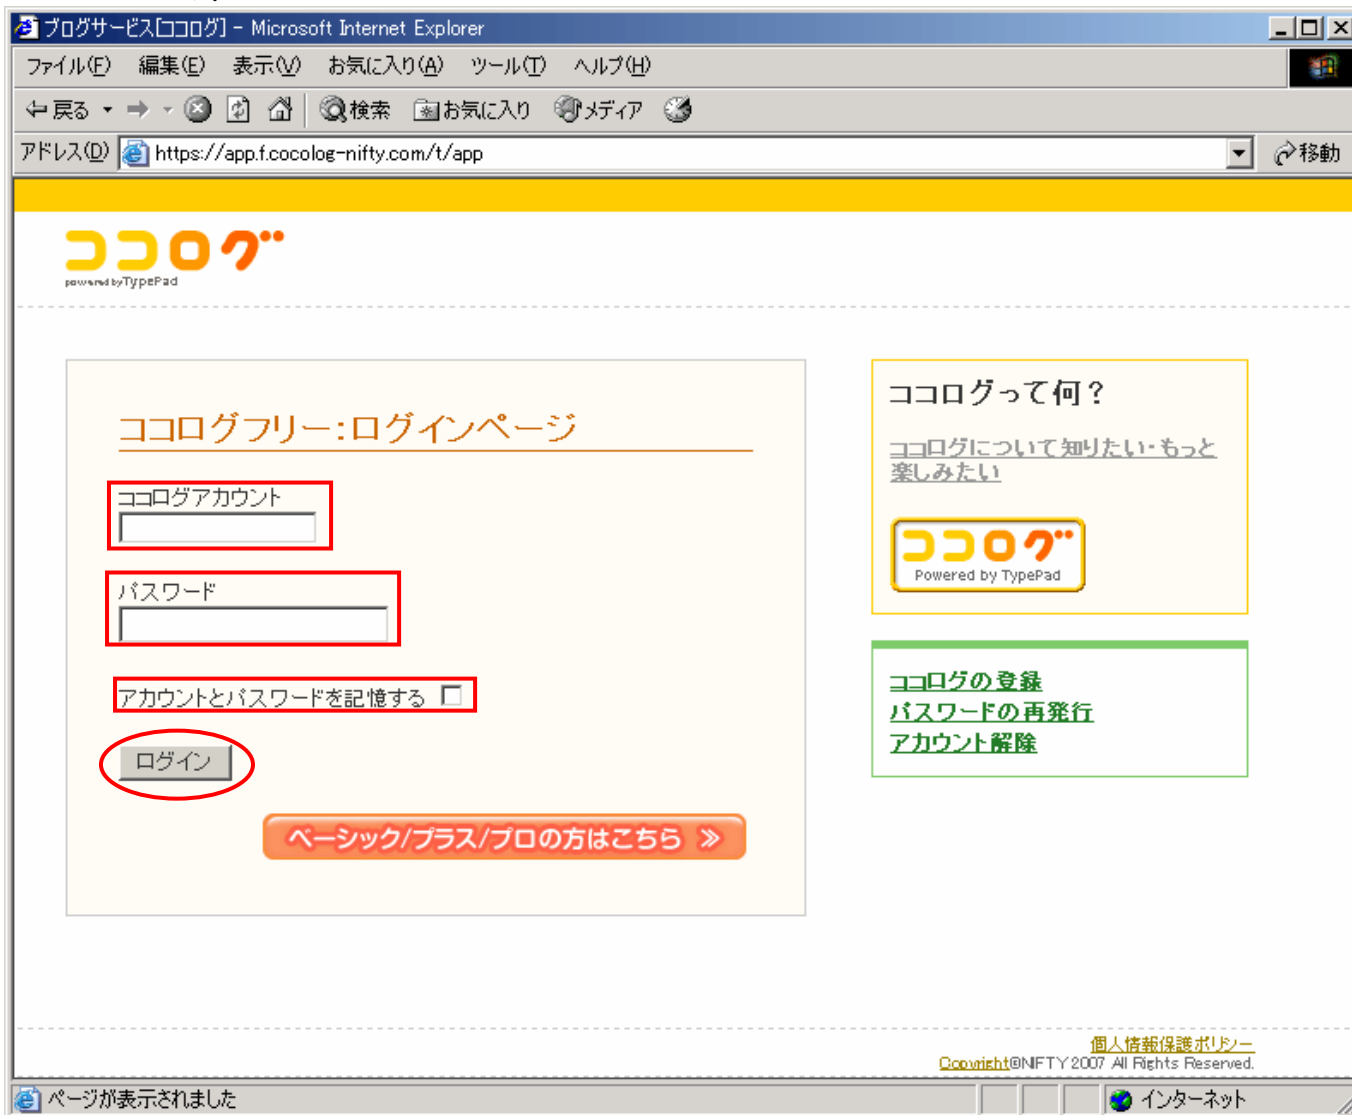 ブログサービス[ココログ] - Microsoft Internet Explorer
ファイル(F) 編集(E) 表示(V) お気に入り(A) ツール(T) ヘルプ(H)
戻る 検索 お気に入り メディア
アドレス(D) https://app.f.cocolog-nifty.com/t/app 移動
ココログ
powered by TypePad
ココログフリー:ログインページ
ココログアカウント
パスワード
アカウントとパスワードを記憶する
ログイン
ベーシック/プラス/プロの方はこちら ≫
ココログって何?
ココログについて知りたい・もっと
楽しみたい
ココログ
Powered by TypePad
ココログの登録
パスワードの再発行
アカウント解除
個人情報保護ポリシー
Copyright©NIFTY 2007 All Rights Reserved.
ページが表示されました インターネット